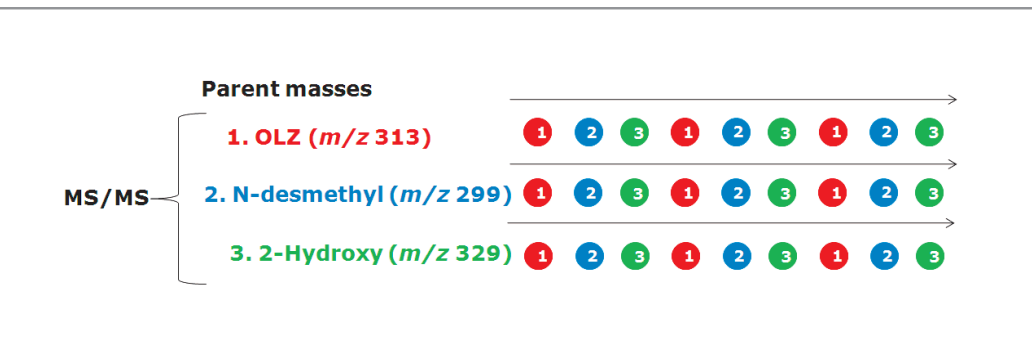 Parent masses
1. OLZ (m/z 313) 1 2 3 1 2 3 1 2 3
MS/MS
2. N-desmethyl (m/z 299) 1 2 3 1 2 3 1 2 3
3. 2-Hydroxy (m/z 329) 1 2 3 1 2 3 1 2 3